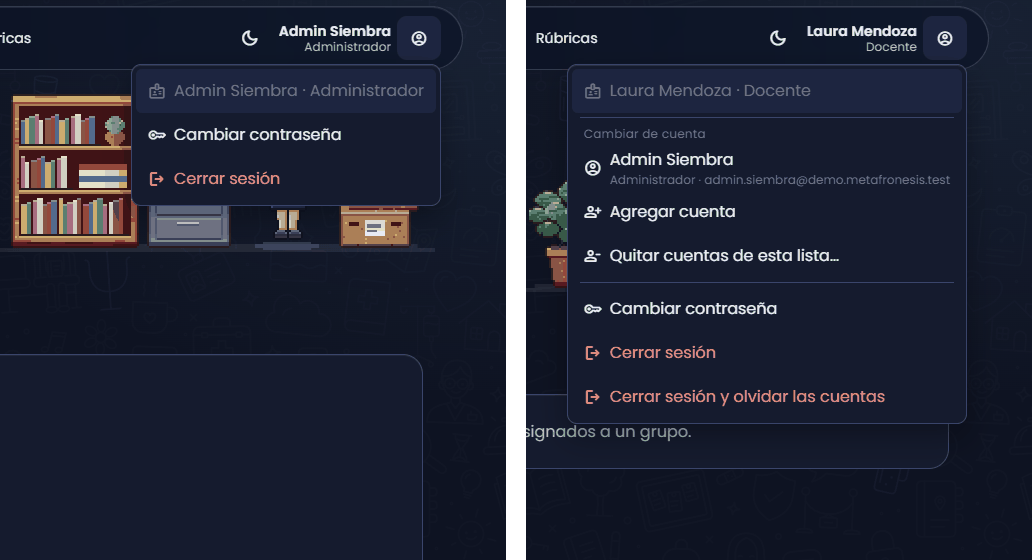 ricas
Admin Siembra
Administrador
Admin Siembra · Administrador
Cambiar contraseña
Cerrar sesión
Rúbricas
Laura Mendoza
Docente
Laura Mendoza · Docente
Cambiar de cuenta
Admin Siembra
Administrador · admin.siembra@demo.metafronesis.test
Agregar cuenta
Quitar cuentas de esta lista...
Cambiar contraseña
Cerrar sesión
Cerrar sesión y olvidar las cuentas
signados a un grupo.